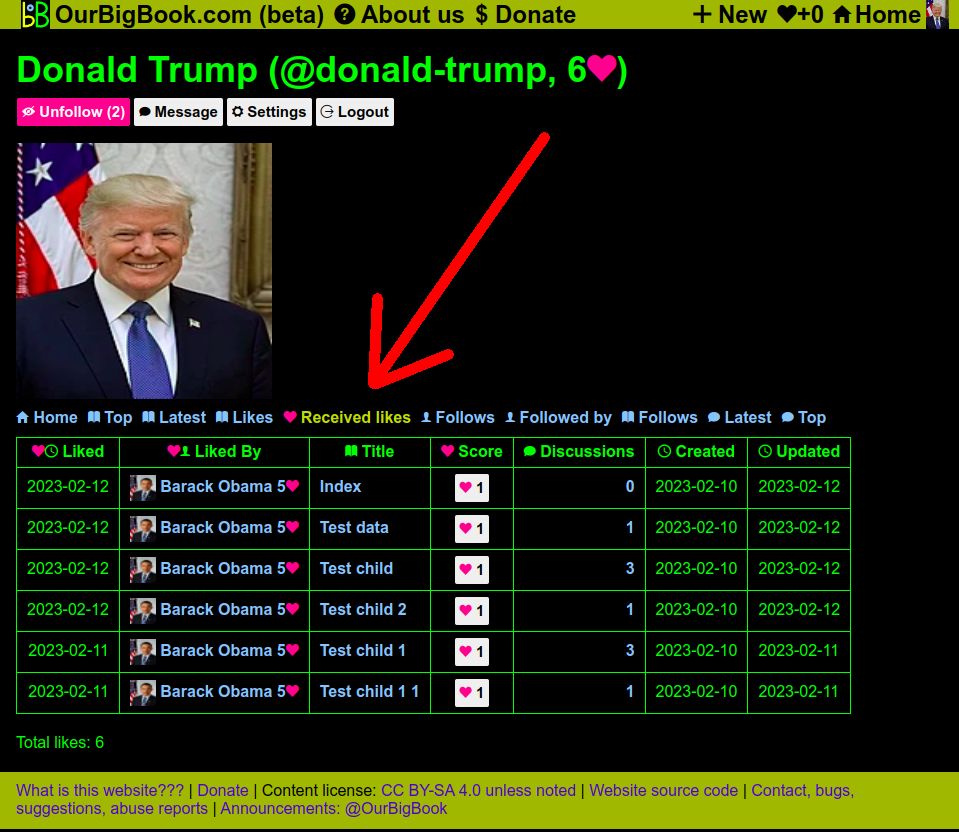 OurBigBook.com (beta) ? About us $ Donate + New ♥+0 Home
Donald Trump (@donald-trump, 6♥)
Unfollow (2) Message Settings Logout
Home Top Latest Likes ♥ Received likes Follows Followed by Follows Latest Top
♥ Liked ♥ Liked By Title ♥ Score Discussions Created Updated
2023-02-12 Barack Obama 5♥ Index ♥ 1 0 2023-02-10 2023-02-12
2023-02-12 Barack Obama 5♥ Test data ♥ 1 1 2023-02-10 2023-02-12
2023-02-12 Barack Obama 5♥ Test child ♥ 1 3 2023-02-10 2023-02-12
2023-02-12 Barack Obama 5♥ Test child 2 ♥ 1 1 2023-02-10 2023-02-12
2023-02-11 Barack Obama 5♥ Test child 1 ♥ 1 3 2023-02-10 2023-02-11
2023-02-11 Barack Obama 5♥ Test child 1 1 ♥ 1 1 2023-02-10 2023-02-11
Total likes: 6
What is this website??? | Donate | Content license: CC BY-SA 4.0 unless noted | Website source code | Contact, bugs,
suggestions, abuse reports | Announcements: @OurBigBook